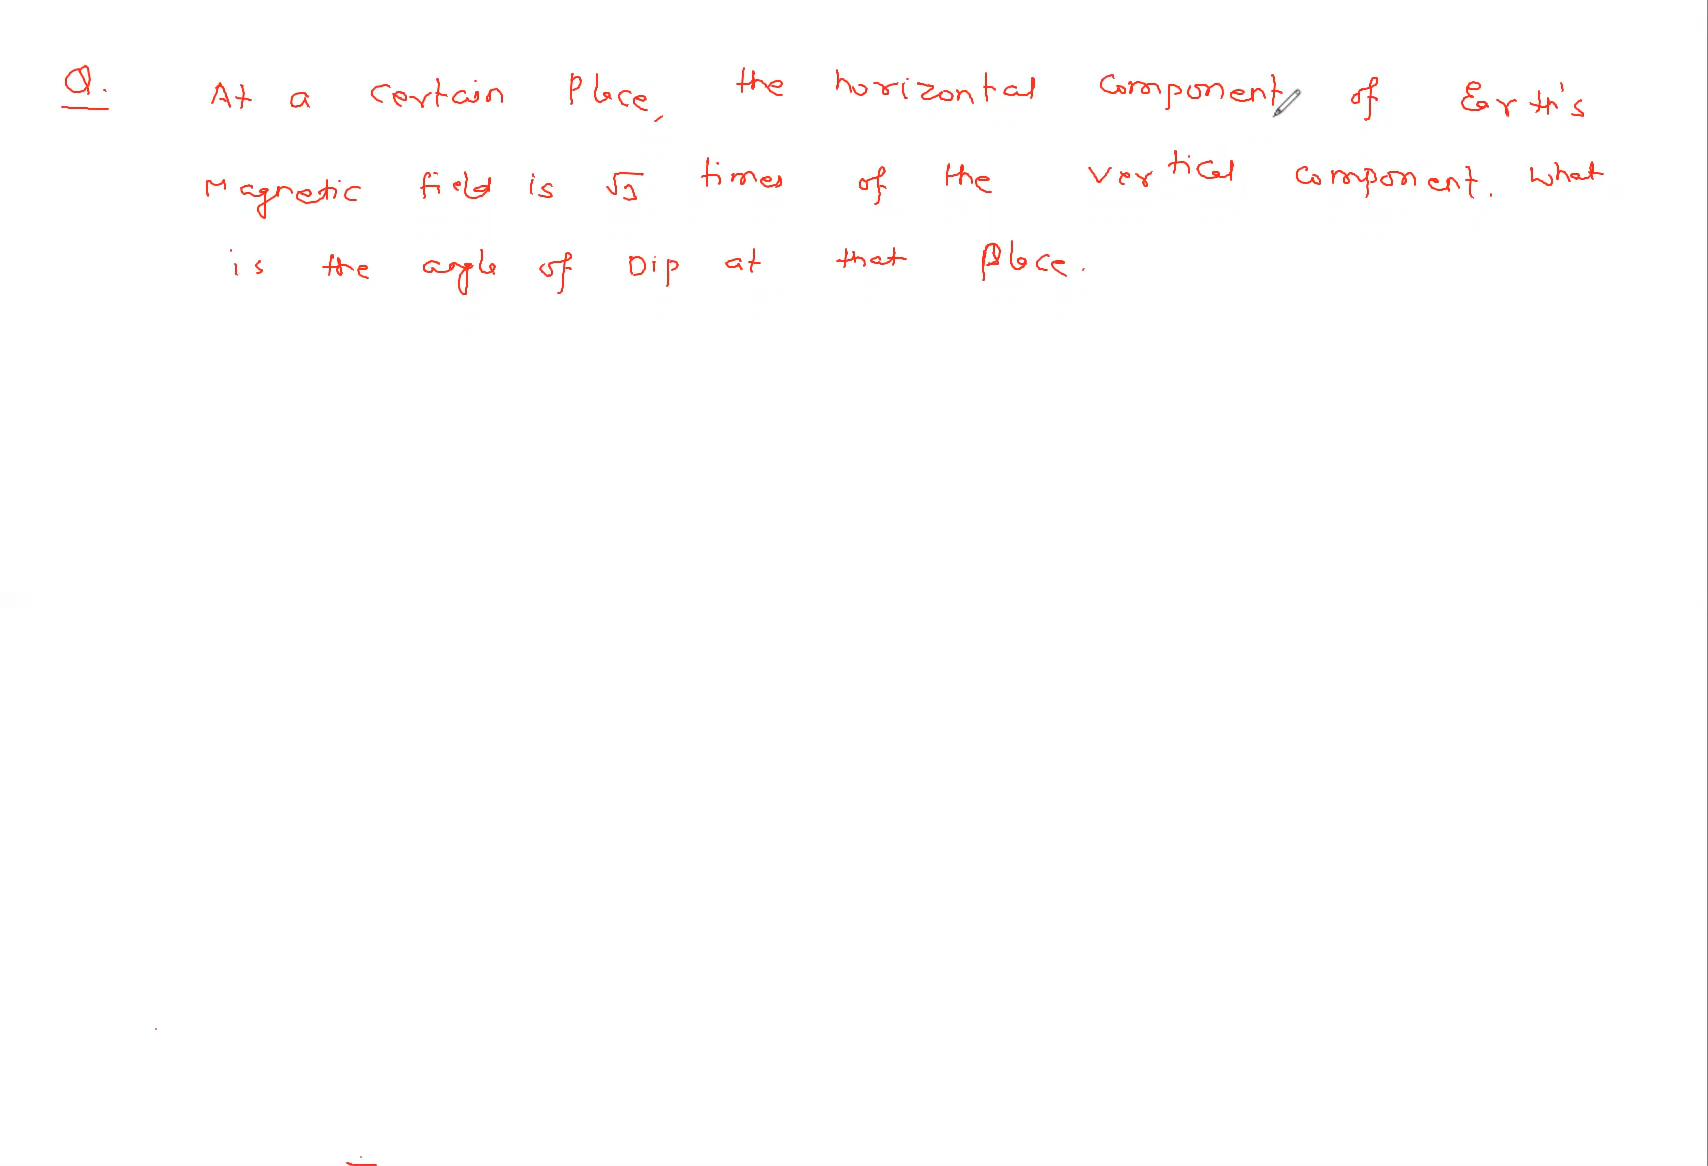 Q. At a certain Place, the horizontal component of Earth's
Magnetic field is √3 times of the vertical component. What
is the angle of Dip at that place.